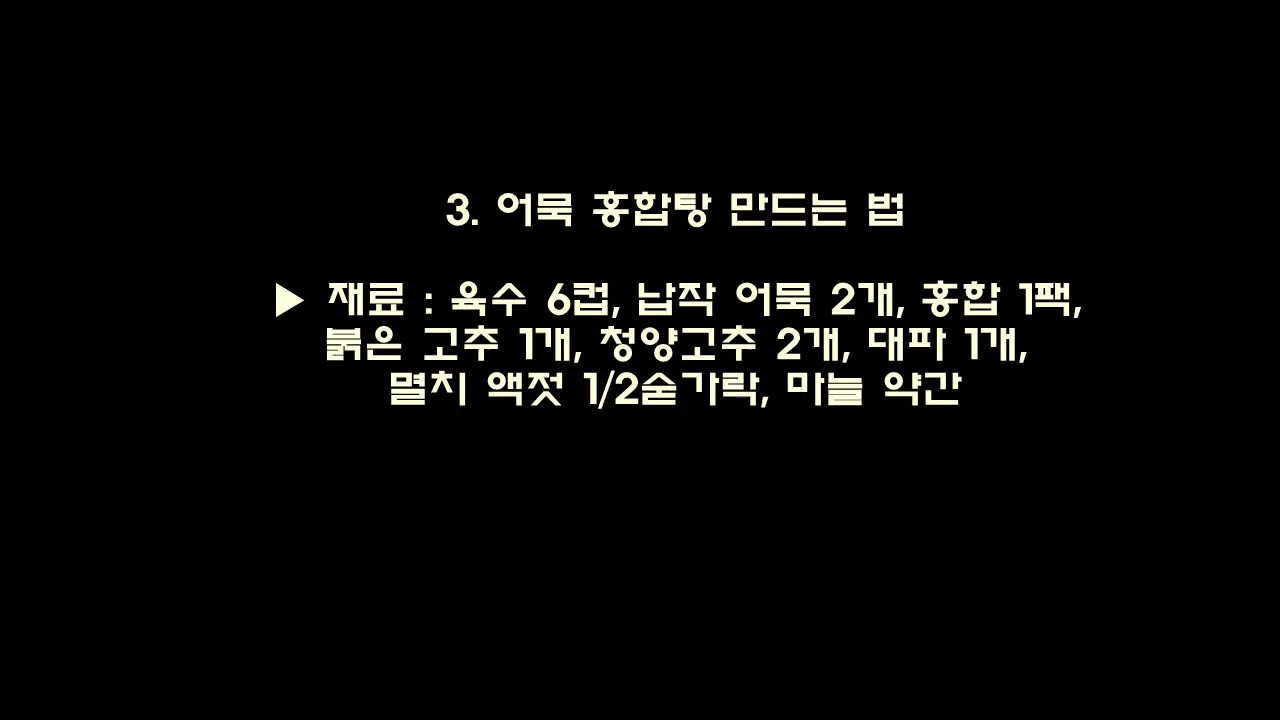 3. 어묵 홍합탕 만드는 법
▶ 재료 : 육수 6컵, 납작 어묵 2개, 홍합 1팩,
붉은 고추 1개, 청양고추 2개, 대파 1개,
멸치 액젓 1/2숟가락, 마늘 약간